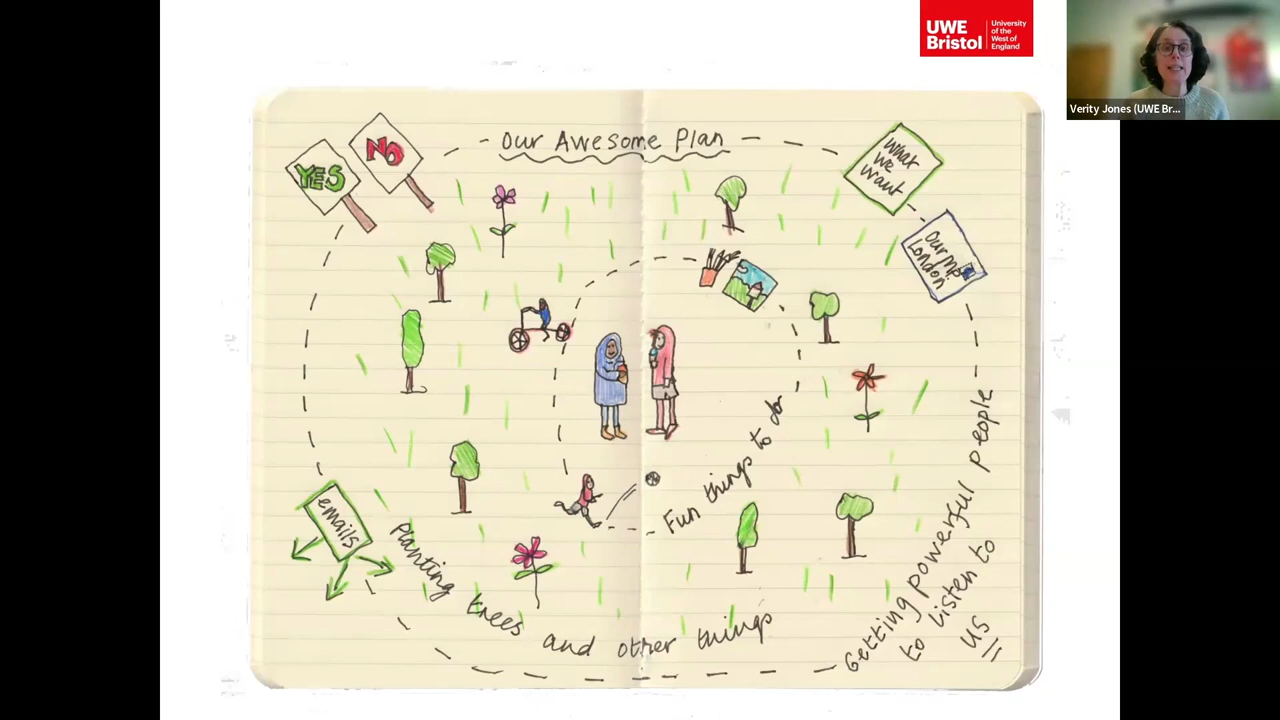 UWE
Bristol
University
of the
West of
England
Verity Jones (UWE Br...
Our Awesome Plan
YES
NO
What
we
want
Our MP
London
Fun things to do
emails
Planting trees and other things
Getting powerful people
to listen to
us